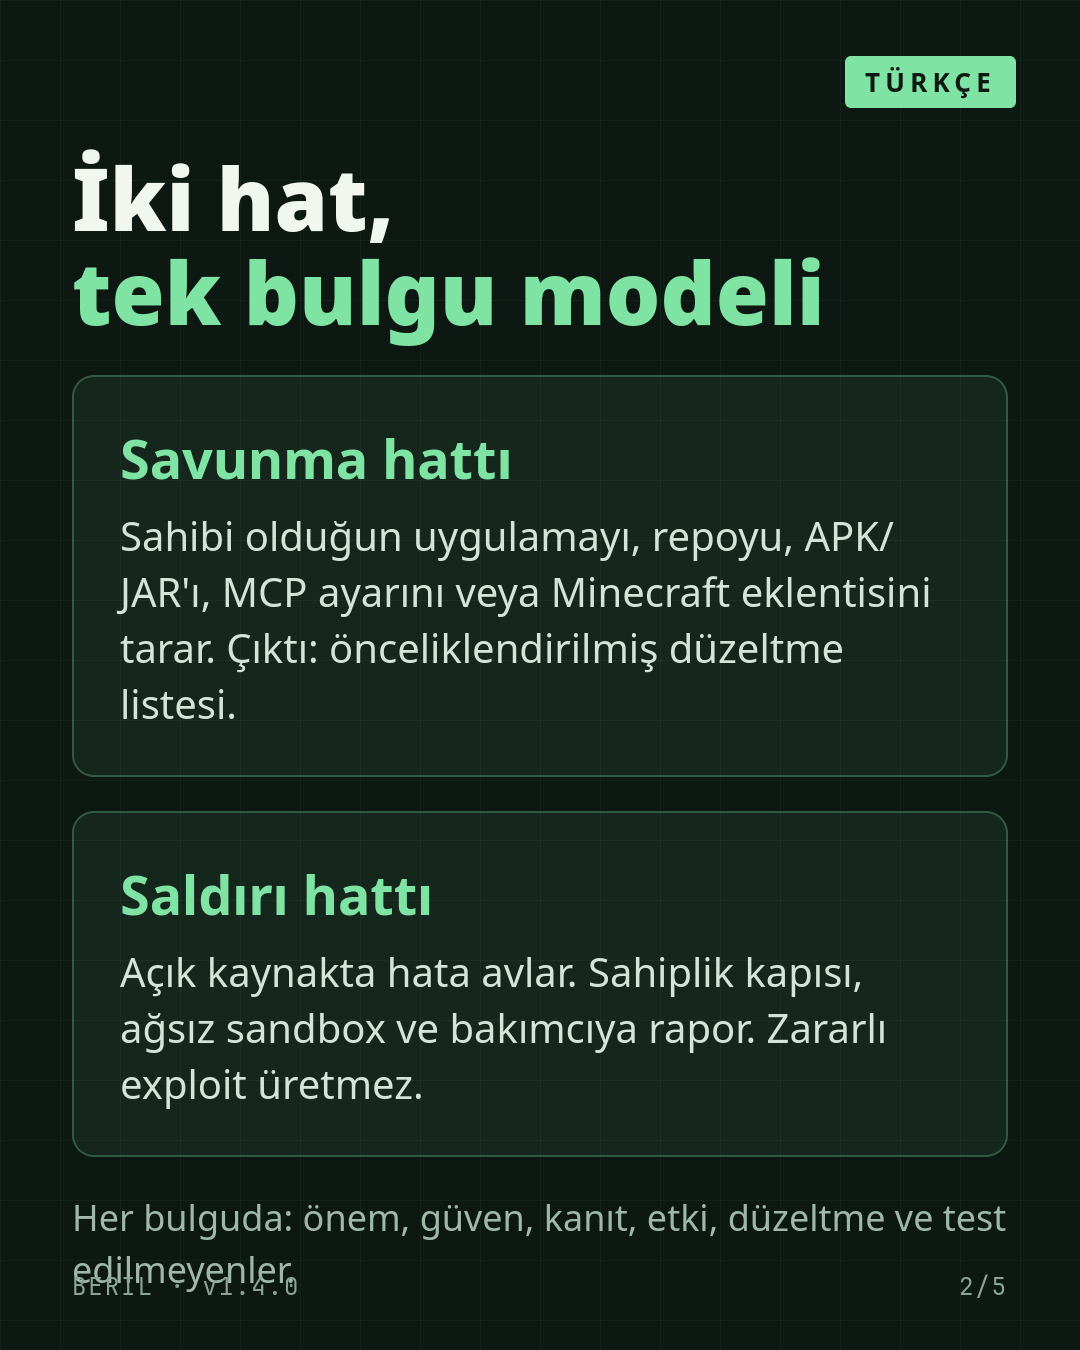 TÜRKÇE
İki hat,
tek bulgu modeli
Savunma hattı
Sahibi olduğun uygulamayı, repoyu, APK/
JAR'ı, MCP ayarını veya Minecraft eklentisini
tarar. Çıktı: önceliklendirilmiş düzeltme
listesi.
Saldırı hattı
Açık kaynakta hata avlar. Sahiplik kapısı,
ağsız sandbox ve bakımcıya rapor. Zararlı
exploit üretmez.
Her bulguda: önem, güven, kanıt, etki, düzeltme ve test
edilmeyenler.
BERIL · v1.4.0
2/5